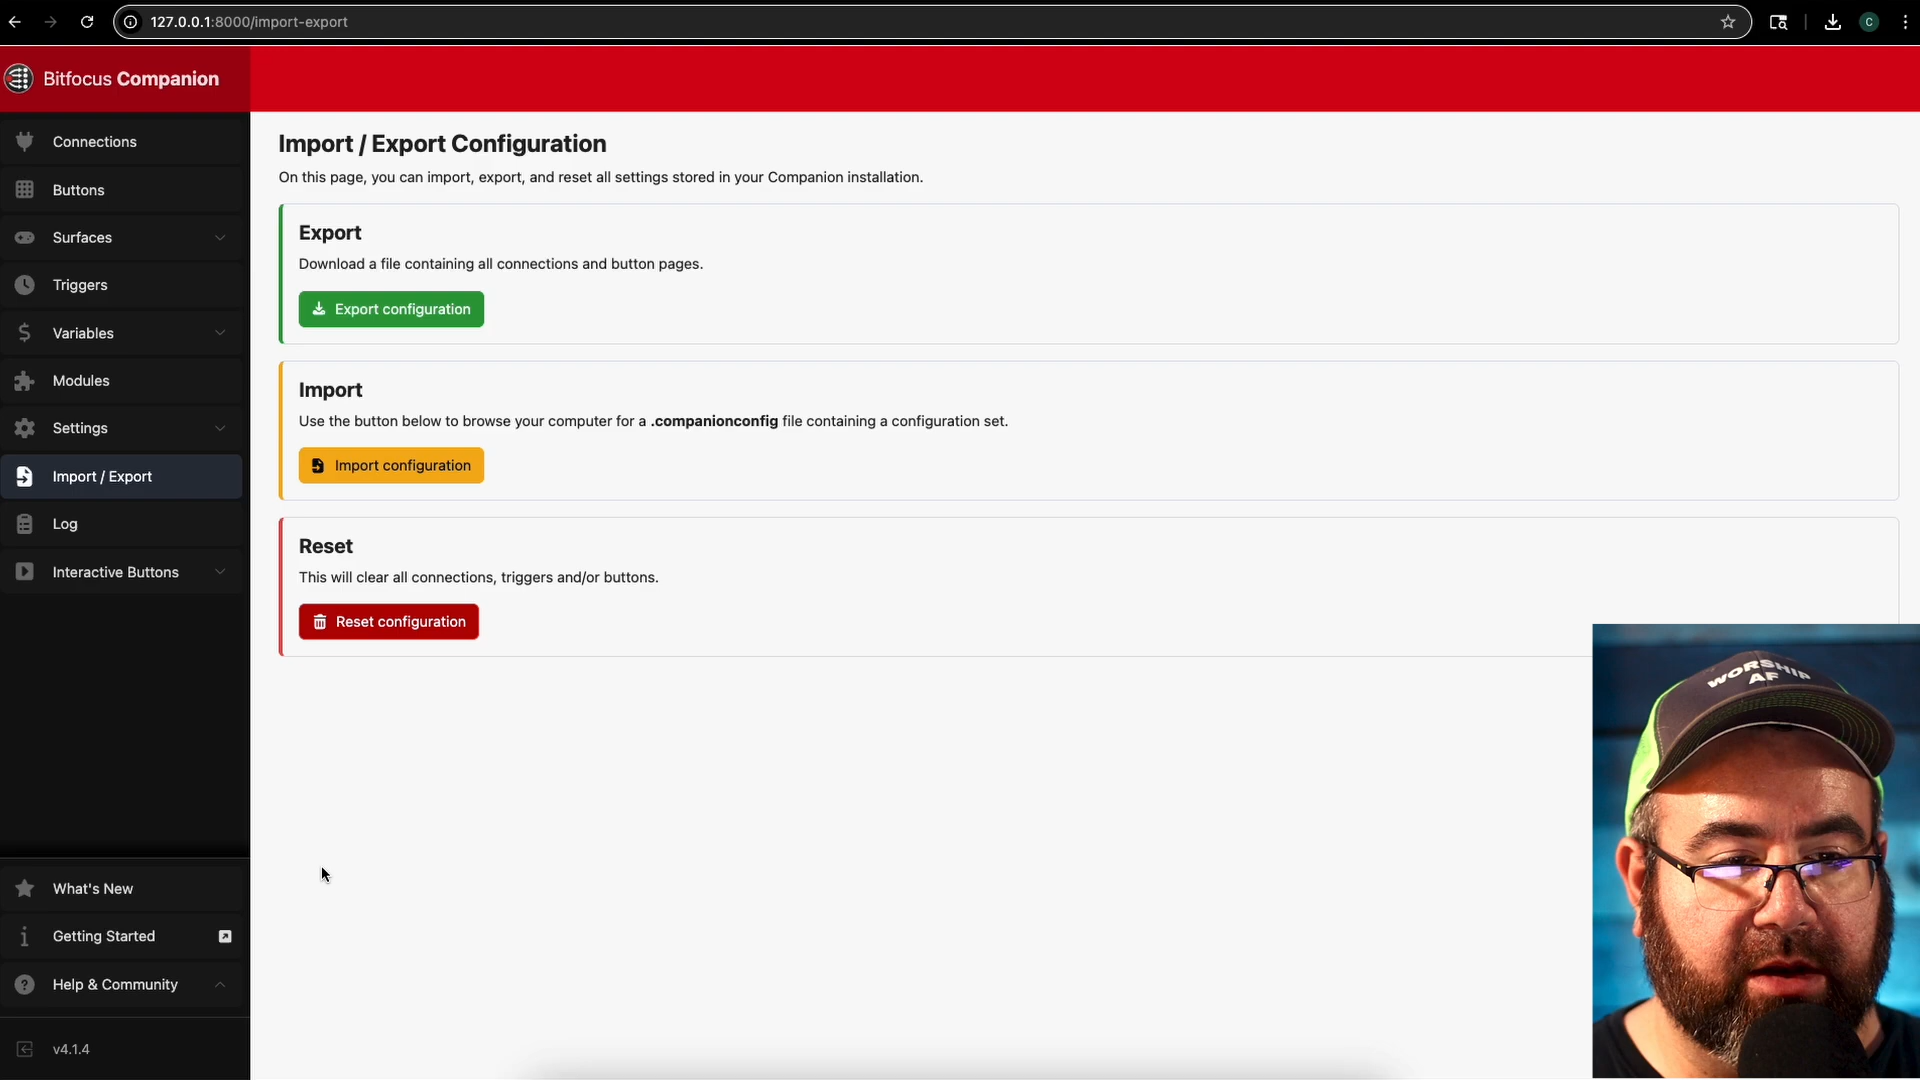 127.0.0.1:8000/import-export
C
Bitfocus Companion
Connections
Buttons
Surfaces
Triggers
Variables
Modules
Settings
Import / Export
Log
Interactive Buttons
What's New
Getting Started
Help & Community
v4.1.4
Import / Export Configuration
On this page, you can import, export, and reset all settings stored in your Companion installation.
Export
Download a file containing all connections and button pages.
Export configuration
Import
Use the button below to browse your computer for a .companionconfig file containing a configuration set.
Import configuration
Reset
This will clear all connections, triggers and/or buttons.
Reset configuration
WORSHIP
AF